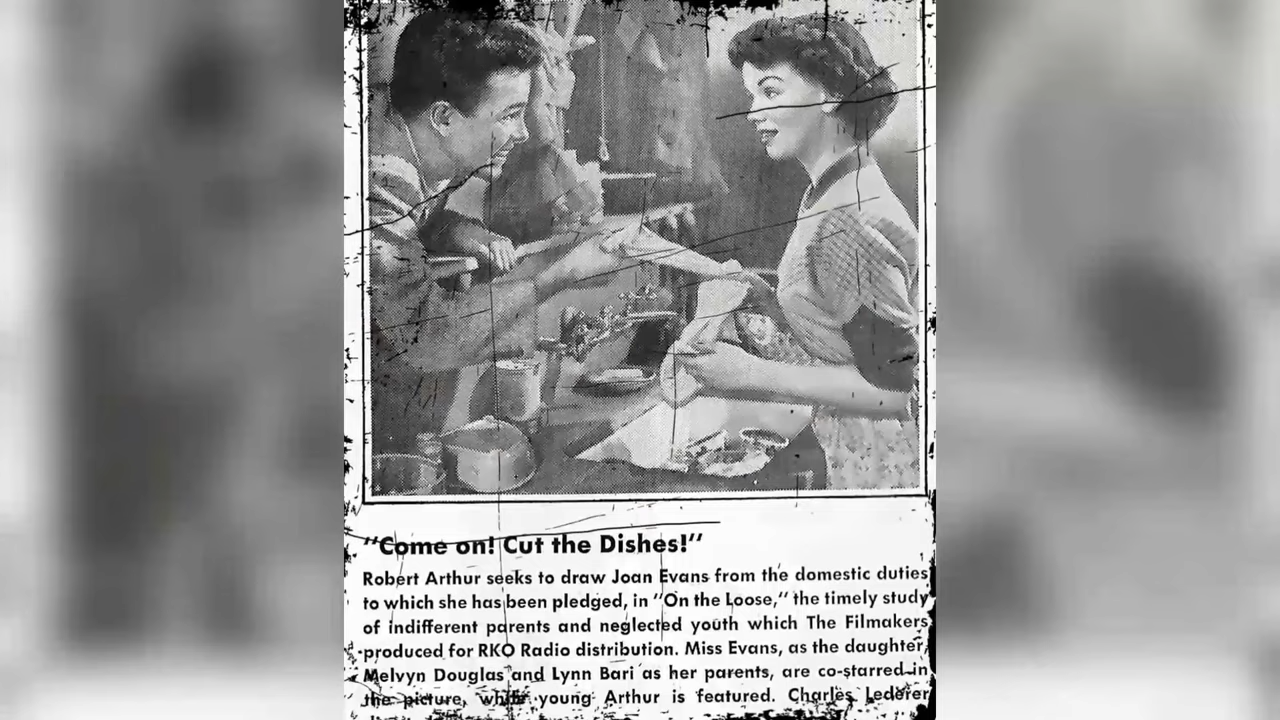 "Come on! Cut the Dishes!"
Robert Arthur seeks to draw Joan Evans from the domestic duties
to which she has been pledged, in "On the Loose," the timely study
of indifferent parents and neglected youth which The Filmakers
produced for RKO Radio distribution. Miss Evans, as the daughter,
Melvyn Douglas and Lynn Bari as her parents, are co-starred in
the picture, while young Arthur is featured. Charles Lederer